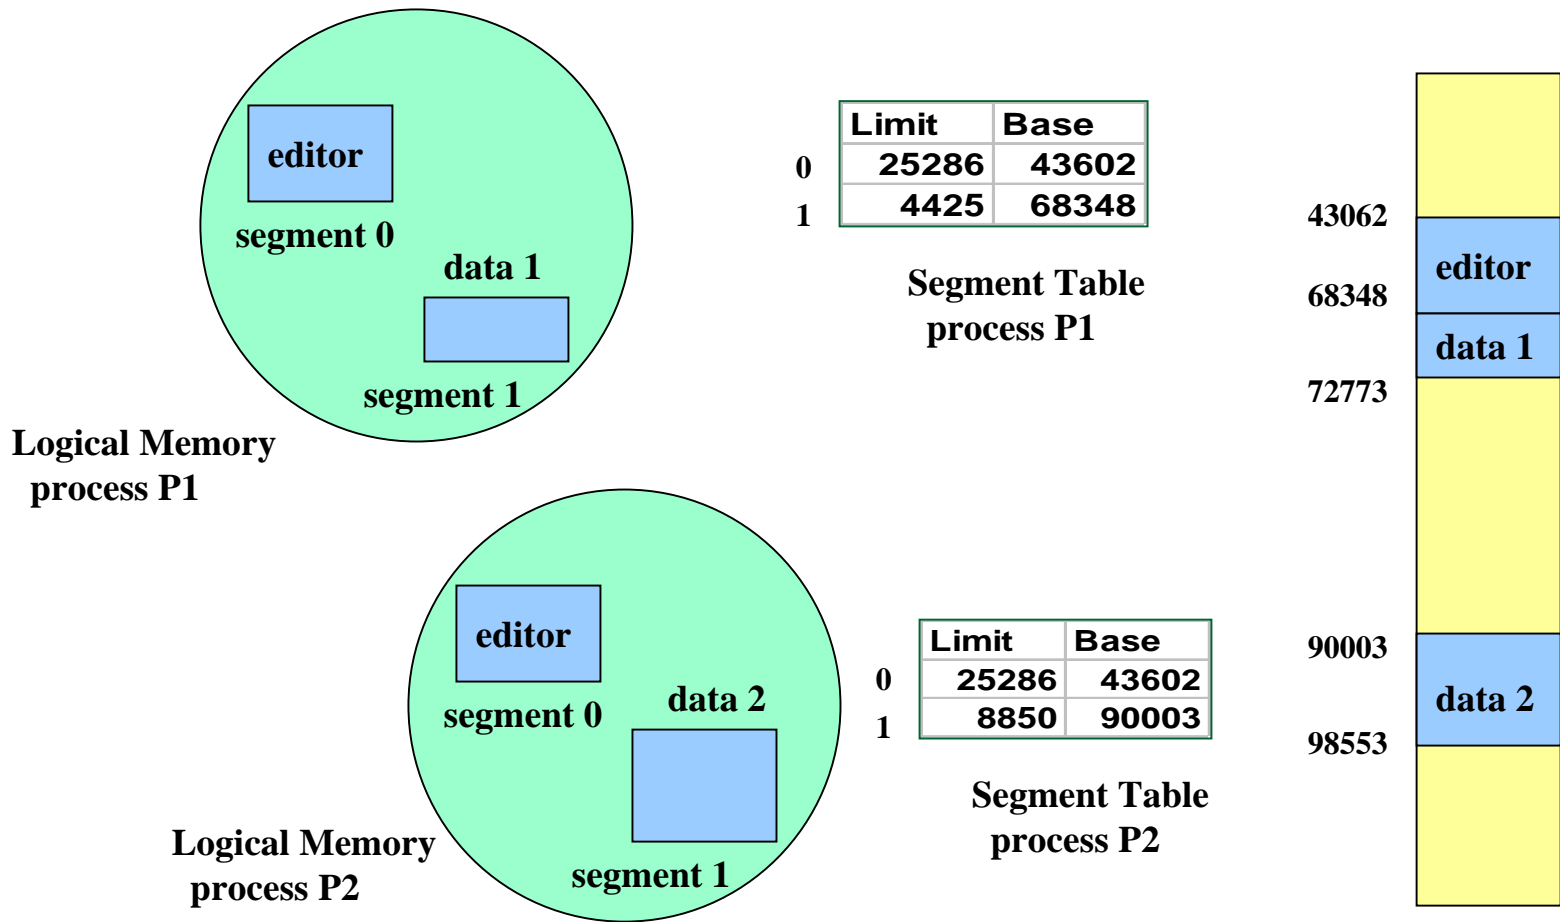 editor
segment 0
data 1
segment 1
Logical Memory
process P1
Limit Base
0 25286 43602
1 4425 68348
Segment Table
process P1
editor
segment 0
data 2
segment 1
Logical Memory
process P2
Limit Base
0 25286 43602
1 8850 90003
Segment Table
process P2
43062
editor
68348
data 1
72773
90003
data 2
98553